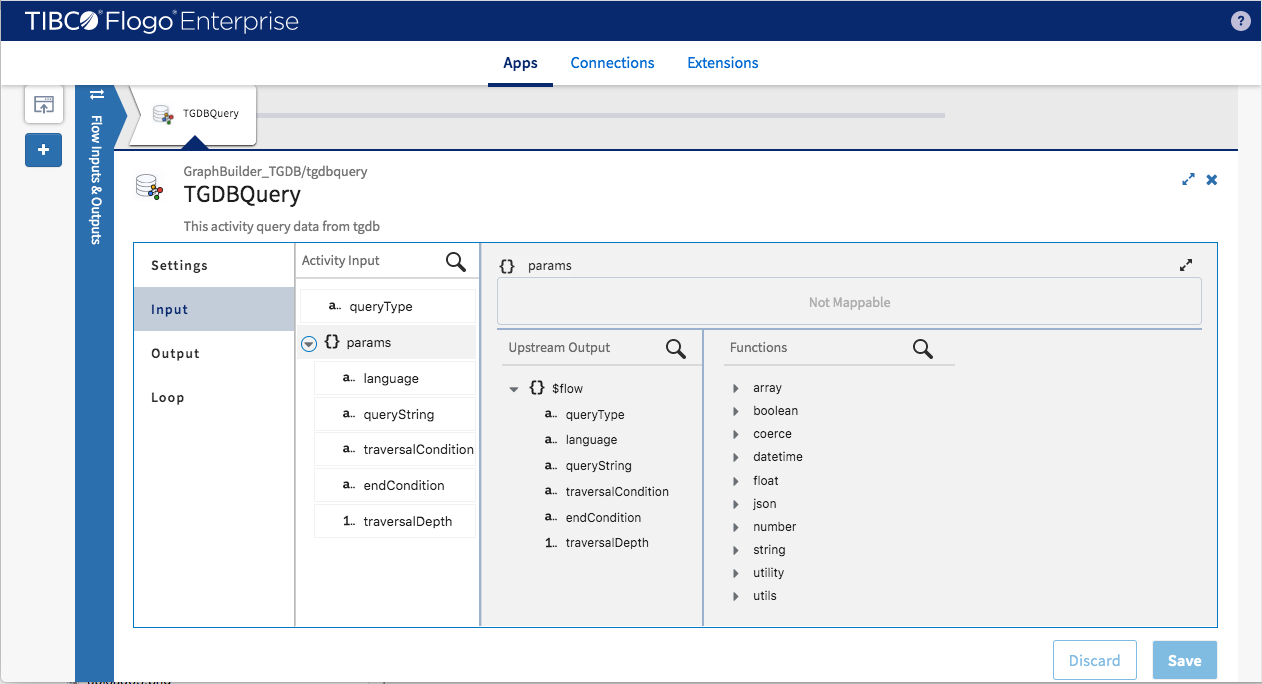 TIBCO Flogo® Enterprise
?
Apps
Connections
Extensions
TGDBQuery
Flow Inputs & Outputs
GraphBuilder_TGDB/tgdbquery
TGDBQuery
This activity query data from tgdb
Settings
Input
Output
Loop
Activity Input
a.. queryType
{} params
a.. language
a.. queryString
a.. traversalCondition
a.. endCondition
1.. traversalDepth
{} params
Not Mappable
Upstream Output
{} $flow
a.. queryType
a.. language
a.. queryString
a.. traversalCondition
a.. endCondition
1.. traversalDepth
Functions
array
boolean
coerce
datetime
float
json
number
string
utility
utils
Discard
Save